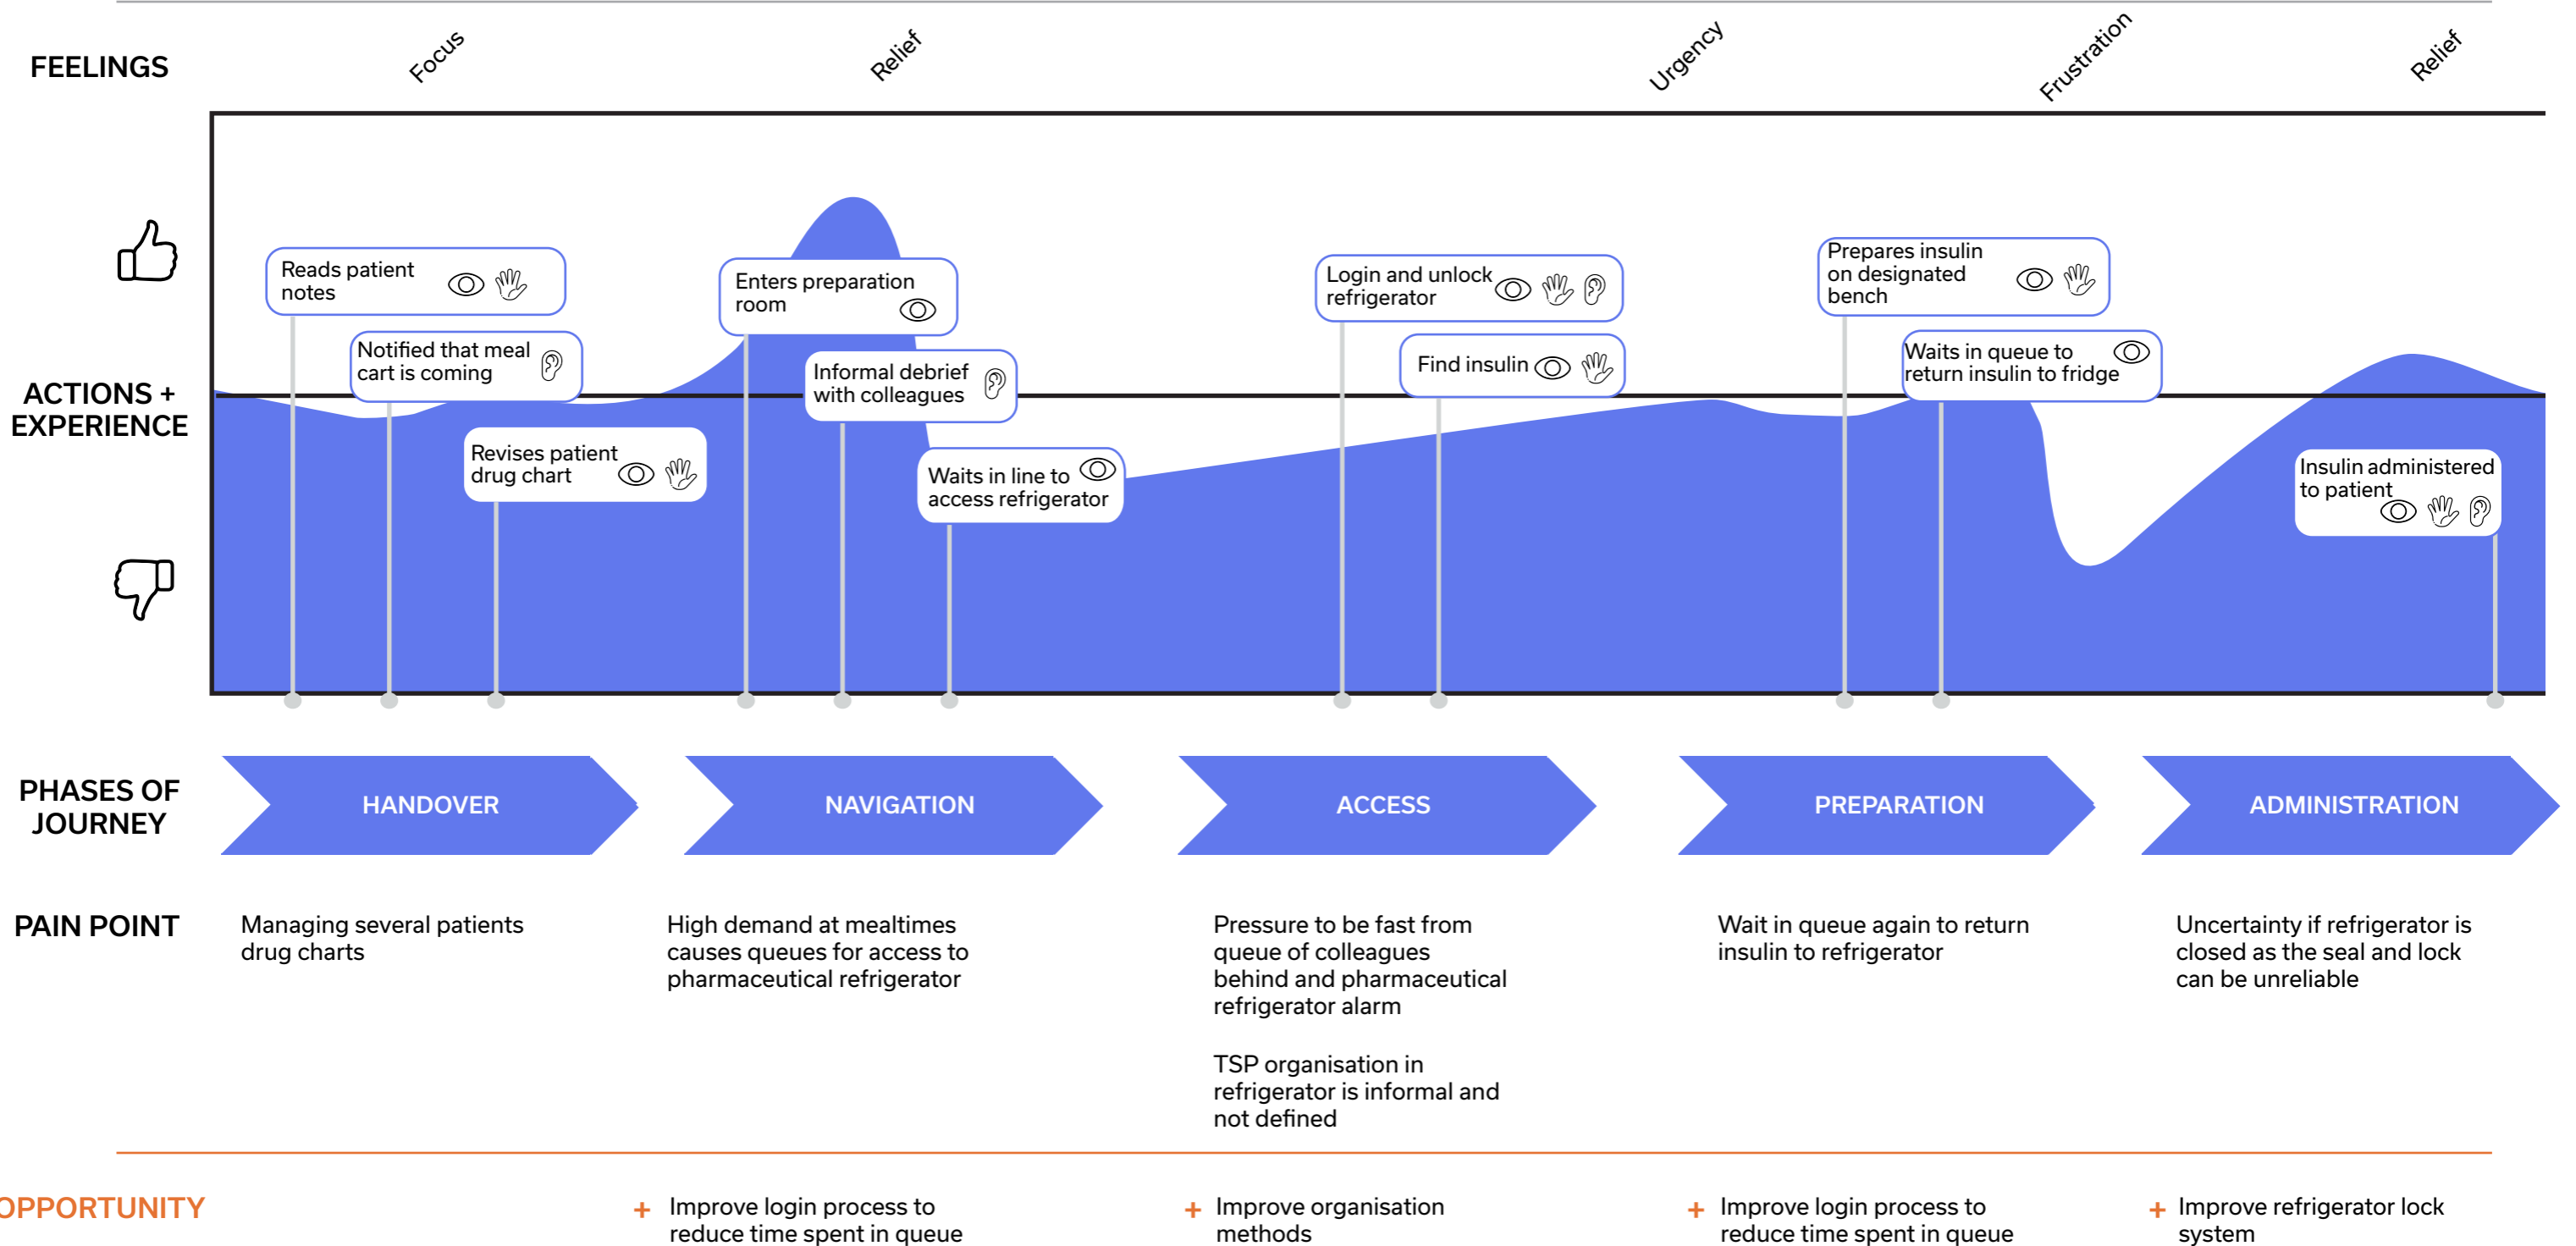 FEELINGS
Focus
Relief
Urgency
Frustration
Relief
ACTIONS +
EXPERIENCE
Reads patient
notes
Notified that meal
cart is coming
Revises patient
drug chart
Enters preparation
room
Informal debrief
with colleagues
Waits in line to
access refrigerator
Login and unlock
refrigerator
Find insulin
Prepares insulin
on designated
bench
Waits in queue to
return insulin to fridge
Insulin administered
to patient
PHASES OF
JOURNEY
HANDOVER
NAVIGATION
ACCESS
PREPARATION
ADMINISTRATION
PAIN POINT
Managing several patients
drug charts
High demand at mealtimes
causes queues for access to
pharmaceutical refrigerator
Pressure to be fast from
queue of colleagues
behind and pharmaceutical
refrigerator alarm
TSP organisation in
refrigerator is informal and
not defined
Wait in queue again to return
insulin to refrigerator
Uncertainty if refrigerator is
closed as the seal and lock
can be unreliable
OPPORTUNITY
+ Improve login process to
reduce time spent in queue
+ Improve organisation
methods
+ Improve login process to
reduce time spent in queue
+ Improve refrigerator lock
system